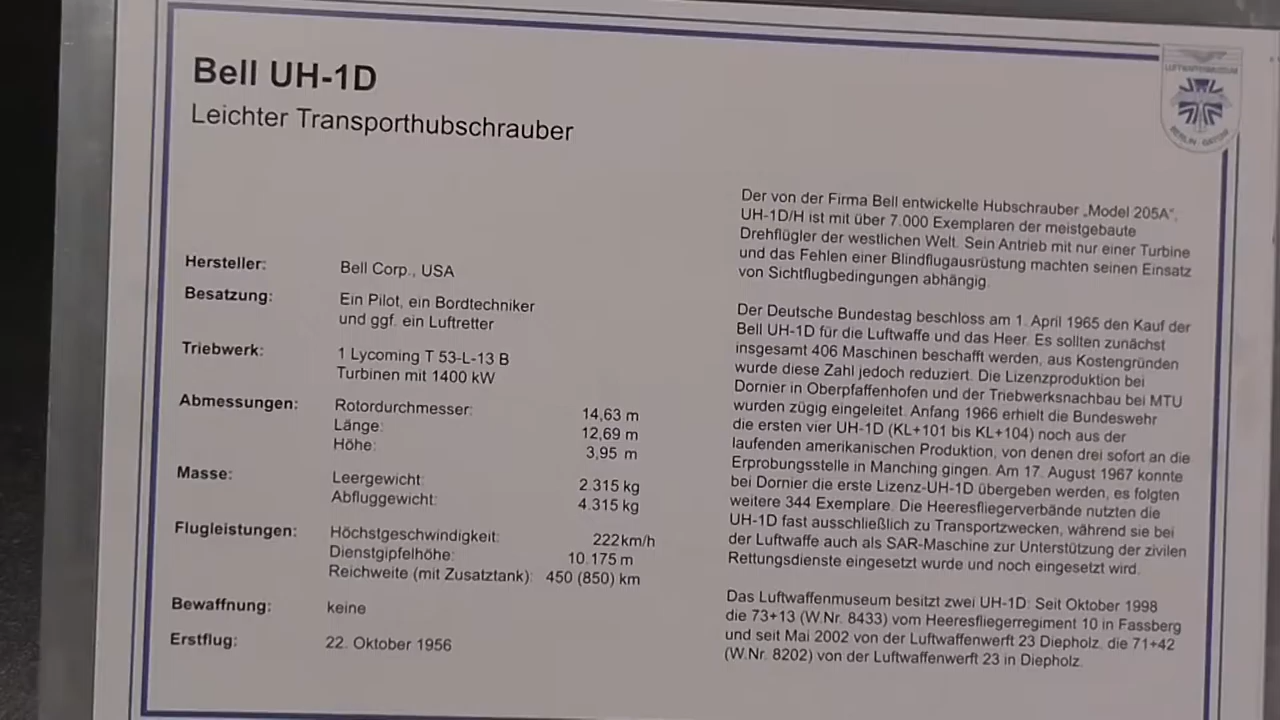 Bell UH-1D
Leichter Transporthubschrauber
LUFTWAFFENMUSEUM
BERLIN - GATOW
Hersteller: Bell Corp., USA
Besatzung: Ein Pilot, ein Bordtechniker
und ggf. ein Luftretter
Triebwerk: 1 Lycoming T 53-L-13 B
Turbinen mit 1400 kW
Abmessungen: Rotordurchmesser: 14,63 m
Länge: 12,69 m
Höhe: 3,95 m
Masse: Leergewicht: 2.315 kg
Abfluggewicht: 4.315 kg
Flugleistungen: Höchstgeschwindigkeit: 222km/h
Dienstgipfelhöhe: 10.175 m
Reichweite (mit Zusatztank): 450 (850) km
Bewaffnung: keine
Erstflug: 22. Oktober 1956
Der von der Firma Bell entwickelte Hubschrauber „Model 205A“,
UH-1D/H ist mit über 7.000 Exemplaren der meistgebaute
Drehflügler der westlichen Welt. Sein Antrieb mit nur einer Turbine
und das Fehlen einer Blindflugausrüstung machten seinen Einsatz
von Sichtflugbedingungen abhängig.
Der Deutsche Bundestag beschloss am 1. April 1965 den Kauf der
Bell UH-1D für die Luftwaffe und das Heer. Es sollten zunächst
insgesamt 406 Maschinen beschafft werden, aus Kostengründen
wurde diese Zahl jedoch reduziert. Die Lizenzproduktion bei
Dornier in Oberpfaffenhofen und der Triebwerksnachbau bei MTU
wurden zügig eingeleitet. Anfang 1966 erhielt die Bundeswehr
die ersten vier UH-1D (KL+101 bis KL+104) noch aus der
laufenden amerikanischen Produktion, von denen drei sofort an die
Erprobungsstelle in Manching gingen. Am 17. August 1967 konnte
bei Dornier die erste Lizenz-UH-1D übergeben werden, es folgten
weitere 344 Exemplare. Die Heeresfliegerverbände nutzten die
UH-1D fast ausschließlich zu Transportzwecken, während sie bei
der Luftwaffe auch als SAR-Maschine zur Unterstützung der zivilen
Rettungsdienste eingesetzt wurde und noch eingesetzt wird.
Das Luftwaffenmuseum besitzt zwei UH-1D: Seit Oktober 1998
die 73+13 (W.Nr. 8433) vom Heeresfliegerregiment 10 in Fassberg
und seit Mai 2002 von der Luftwaffenwerft 23 Diepholz. die 71+42
(W.Nr. 8202) von der Luftwaffenwerft 23 in Diepholz.